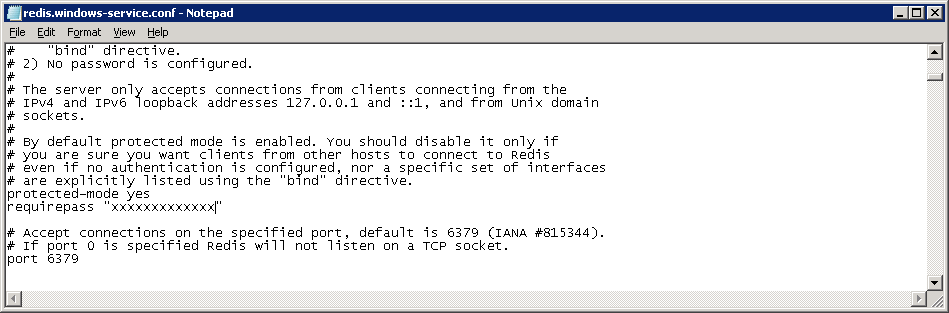 redis.windows-service.conf - Notepad
File Edit Format View Help
#    "bind" directive.
# 2) No password is configured.
#
# The server only accepts connections from clients connecting from the
# IPv4 and IPv6 loopback addresses 127.0.0.1 and ::1, and from Unix domain
# sockets.
#
# By default protected mode is enabled. You should disable it only if
# you are sure you want clients from other hosts to connect to Redis
# even if no authentication is configured, nor a specific set of interfaces
# are explicitly listed using the "bind" directive.
protected-mode yes
requirepass "xxxxxxxxxxxxx"

# Accept connections on the specified port, default is 6379 (IANA #815344).
# If port 0 is specified Redis will not listen on a TCP socket.
port 6379